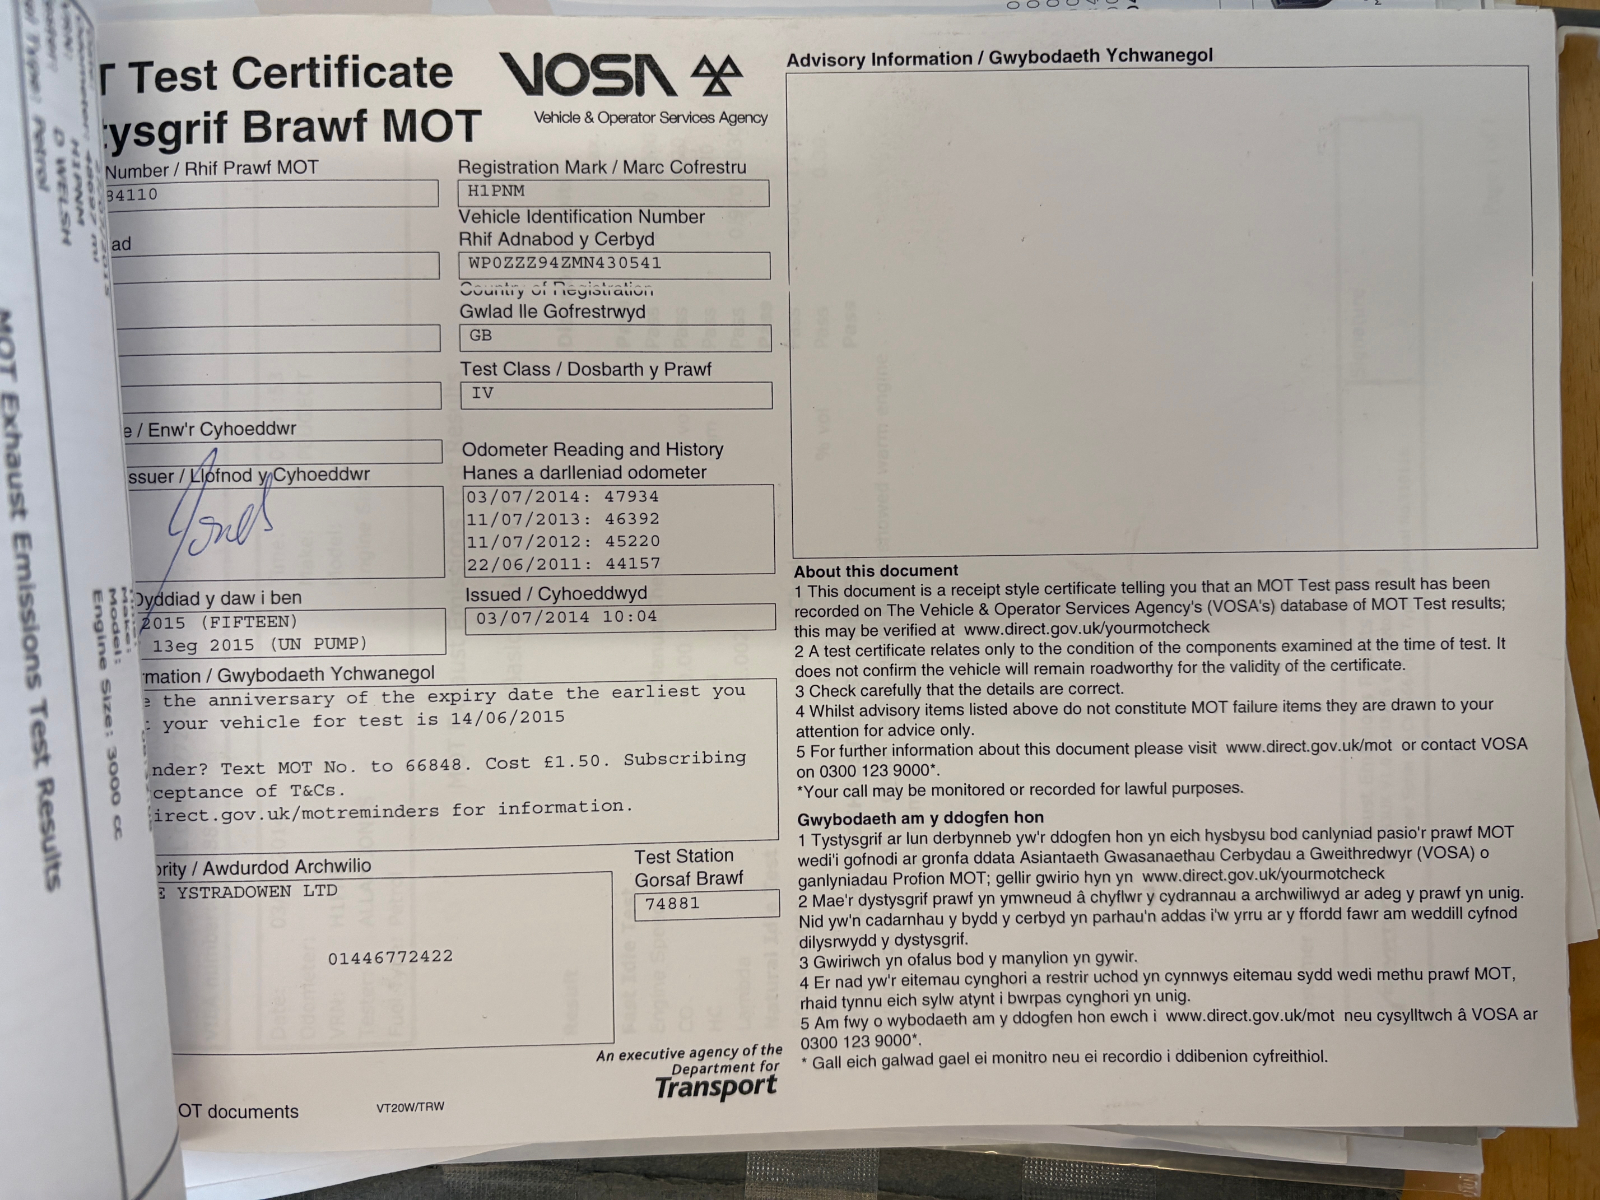 T Test Certificate
ysgrif Brawf MOT
VOSA
Vehicle & Operator Services Agency
Number / Rhif Prawf MOT
34110
ad
e / Enw'r Cyhoeddwr
ssuer / Llofnod y Cyhoeddwr
Dyddiad y daw i ben
2015 (FIFTEEN)
13eg 2015 (UN PUMP)
Registration Mark / Marc Cofrestru
H1PNM
Vehicle Identification Number
Rhif Adnabod y Cerbyd
WP0ZZZ94ZMN430541
Country of Registration
Gwlad lle Gofrestrwyd
GB
Test Class / Dosbarth y Prawf
IV
Odometer Reading and History
Hanes a darlleniad odometer
03/07/2014: 47934
11/07/2013: 46392
11/07/2012: 45220
22/06/2011: 44157
Issued / Cyhoeddwyd
03/07/2014 10:04
rmation / Gwybodaeth Ychwanegol
e the anniversary of the expiry date the earliest you
your vehicle for test is 14/06/2015
nder? Text MOT No. to 66848. Cost £1.50. Subscribing
ceptance of T&Cs.
irect.gov.uk/motreminders for information.
ority / Awdurdod Archwilio
E YSTRADOWEN LTD
01446772422
Test Station
Gorsaf Brawf
74881
An executive agency of the
Department for
Transport
OT documents
VT20W/TRW
Advisory Information / Gwybodaeth Ychwanegol
About this document
1 This document is a receipt style certificate telling you that an MOT Test pass result has been
recorded on The Vehicle & Operator Services Agency's (VOSA's) database of MOT Test results;
this may be verified at www.direct.gov.uk/yourmotcheck
2 A test certificate relates only to the condition of the components examined at the time of test. It
does not confirm the vehicle will remain roadworthy for the validity of the certificate.
3 Check carefully that the details are correct.
4 Whilst advisory items listed above do not constitute MOT failure items they are drawn to your
attention for advice only.
5 For further information about this document please visit www.direct.gov.uk/mot or contact VOSA
on 0300 123 9000*.
*Your call may be monitored or recorded for lawful purposes.
Gwybodaeth am y ddogfen hon
1 Tystysgrif ar lun derbynneb yw'r ddogfen hon yn eich hysbysu bod canlyniad pasio'r prawf MOT
wedi'i gofnodi ar gronfa ddata Asiantaeth Gwasanaethau Cerbydau a Gweithredwyr (VOSA) o
ganlyniadau Profion MOT; gellir gwirio hyn yn www.direct.gov.uk/yourmotcheck
2 Mae'r dystysgrif prawf yn ymwneud â chyflwr y cydrannau a archwiliwyd ar adeg y prawf yn unig.
Nid yw'n cadarnhau y bydd y cerbyd yn parhau'n addas i'w yrru ar y ffordd fawr am weddill cyfnod
dilysrwydd y dystysgrif.
3 Gwiriwch yn ofalus bod y manylion yn gywir.
4 Er nad yw'r eitemau cynghori a restrir uchod yn cynnwys eitemau sydd wedi methu prawf MOT,
rhaid tynnu eich sylw atynt i bwrpas cynghori yn unig.
5 Am fwy o wybodaeth am y ddogfen hon ewch i www.direct.gov.uk/mot neu cysylltwch â VOSA ar
0300 123 9000*.
* Gall eich galwad gael ei monitro neu ei recordio i ddibenion cyfreithiol.
MOT Exhaust Emissions Test Results
H1PNM
O WELSH
Type: Petrol
Make:
Model:
Engine Size: 3000 cc